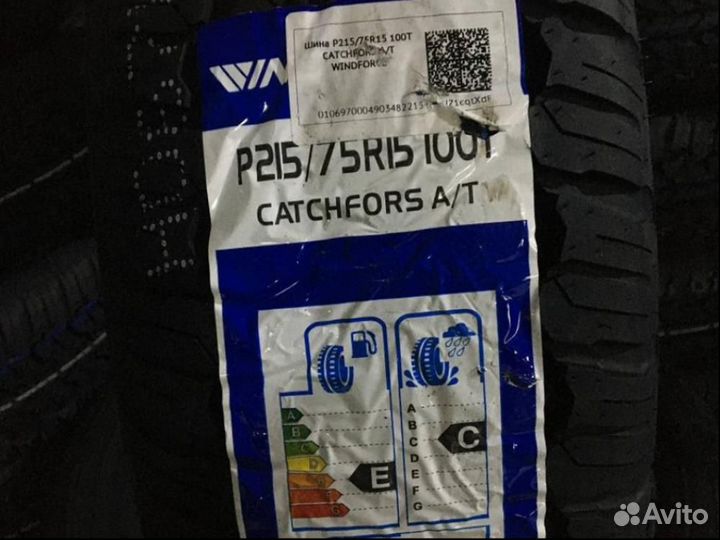 Шина P215/75R15 100T
CATCHFORS A/T
WINDFORCE
P215/75R15 100T
CATCHFORS A/T
A
B
C
D
E
F
G
E
A
B
C
D
E
F
G
C
Avito